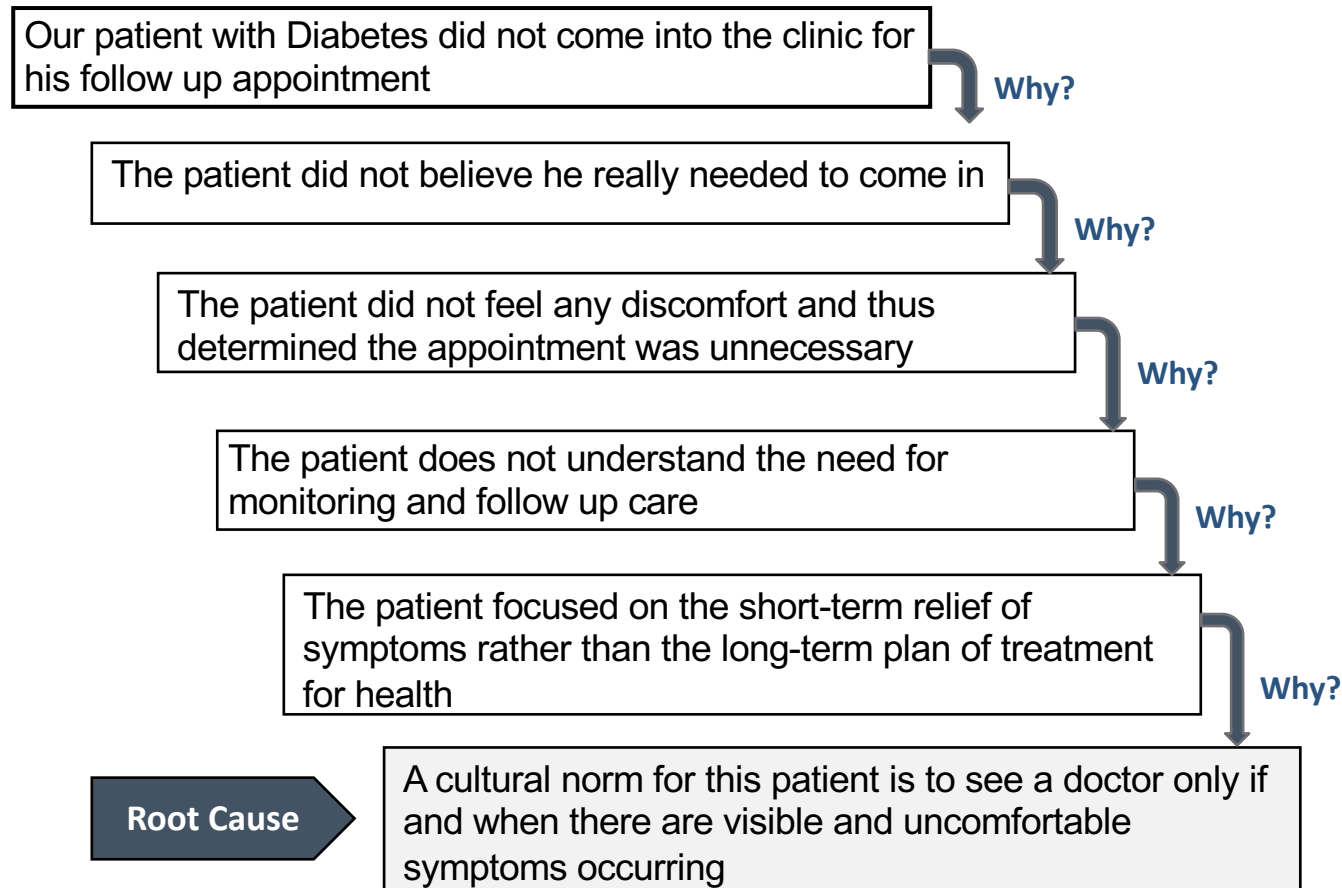 Our patient with Diabetes did not come into the clinic for
his follow up appointment
Why?
The patient did not believe he really needed to come in
Why?
The patient did not feel any discomfort and thus
determined the appointment was unnecessary
Why?
The patient does not understand the need for
monitoring and follow up care
Why?
The patient focused on the short-term relief of
symptoms rather than the long-term plan of treatment
for health
Why?
Root Cause
A cultural norm for this patient is to see a doctor only if
and when there are visible and uncomfortable
symptoms occurring